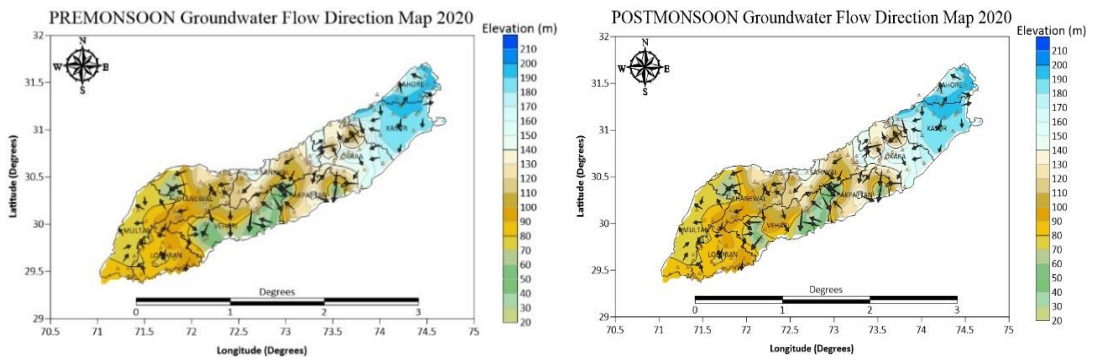 PREMONSOON Groundwater Flow Direction Map 2020
Elevation (m)
32
31.5
31
30.5
30
29.5
29
Latitude (Degrees)
N
W E
S
LAHORE
KASUR
OKARA
SAHIWAL
PAKPATTAN
KHANEWAL
VEHARI
MULTAN
LODHRAN
Degrees
0 1 2 3
70.5 71 71.5 72 72.5 73 73.5 74 74.5 75
Longitude (Degrees)
210
200
190
180
170
160
150
140
130
120
110
100
90
80
70
60
50
40
30
20
POSTMONSOON Groundwater Flow Direction Map 2020
Elevation (m)
32
31.5
31
30.5
30
29.5
29
Latitude (Degrees)
N
W E
S
LAHORE
KASUR
OKARA
SAHIWAL
PAKPATTAN
KHANEWAL
VEHARI
MULTAN
LODHRAN
Degrees
0 1 2 3
70.5 71 71.5 72 72.5 73 73.5 74 74.5 75
Longitude (Degrees)
210
200
190
180
170
160
150
140
130
120
110
100
90
80
70
60
50
40
30
20